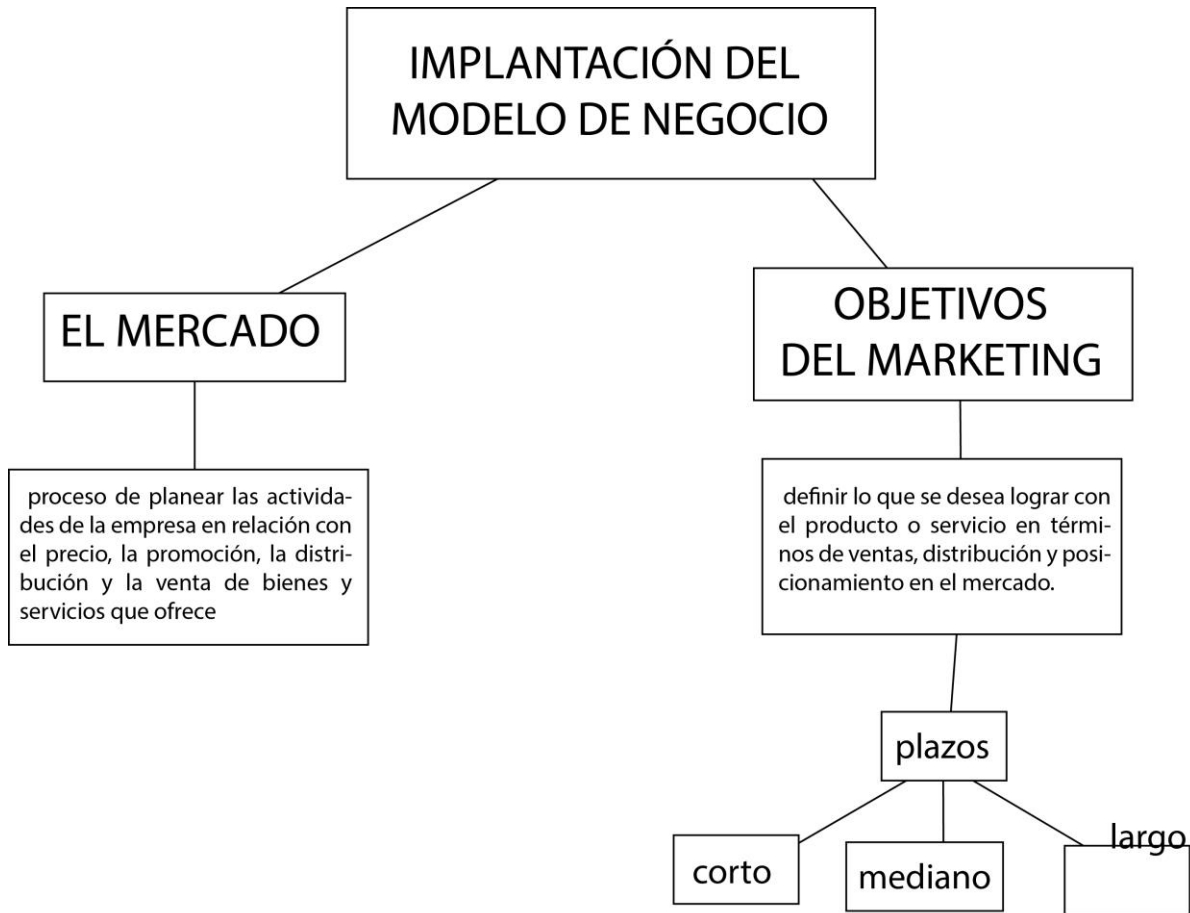 IMPLANTACIÓN DEL
MODELO DE NEGOCIO
EL MERCADO
proceso de planear las activida-
des de la empresa en relación con
el precio, la promoción, la distri-
bución y la venta de bienes y
servicios que ofrece
OBJETIVOS
DEL MARKETING
definir lo que se desea lograr con
el producto o servicio en térmi-
nos de ventas, distribución y posi-
cionamiento en el mercado.
plazos
corto
mediano
largo